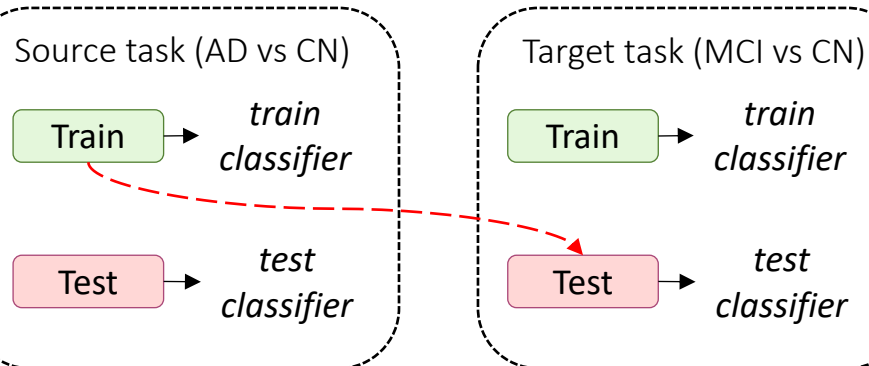 Source task (AD vs CN)
Train
train
classifier
Test
test
classifier
Target task (MCI vs CN)
Train
train
classifier
Test
test
classifier